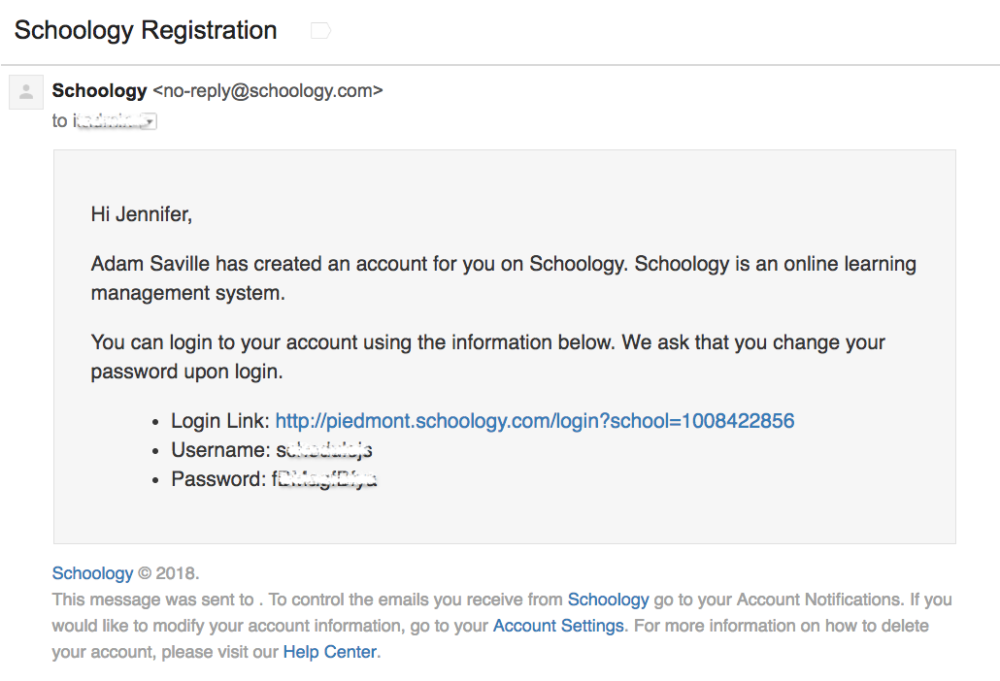 Schoology Registration
Schoology <no-reply@schoology.com>
to
Hi Jennifer,
Adam Saville has created an account for you on Schoology. Schoology is an online learning
management system.
You can login to your account using the information below. We ask that you change your
password upon login.
• Login Link: http://piedmont.schoology.com/login?school=1008422856
• Username:
• Password:
Schoology © 2018.
This message was sent to . To control the emails you receive from Schoology go to your Account Notifications. If you
would like to modify your account information, go to your Account Settings. For more information on how to delete
your account, please visit our Help Center.